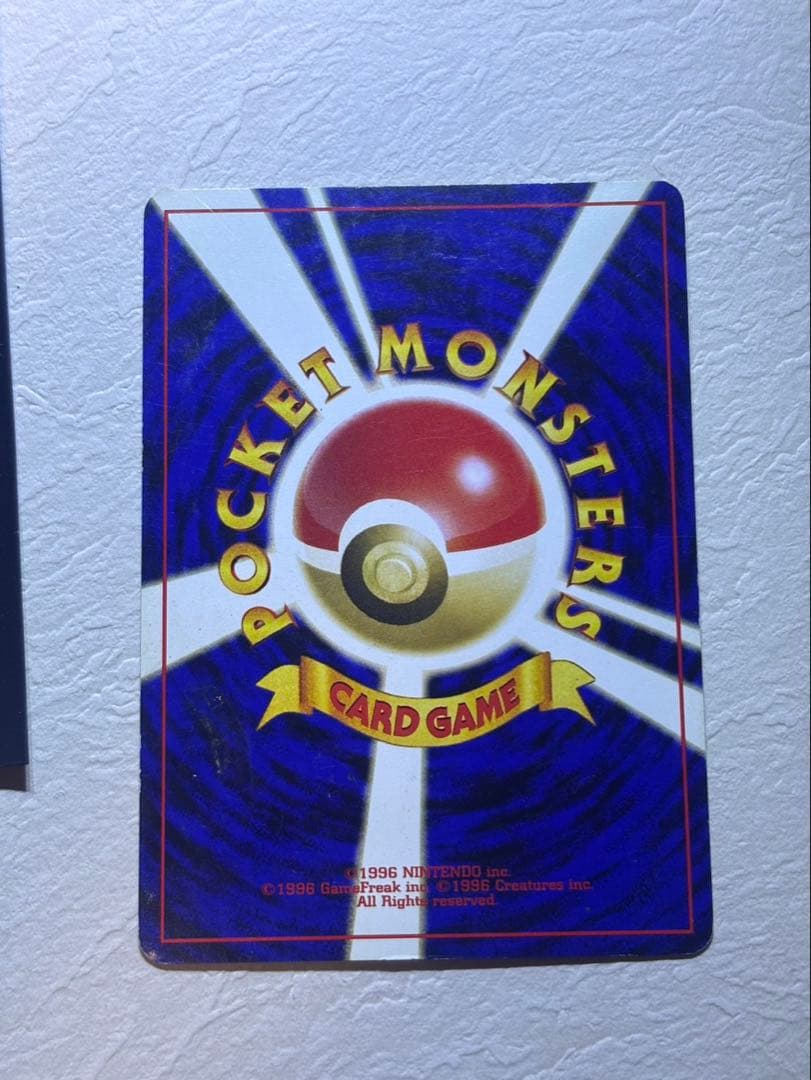 POCKET MONSTERS
CARD GAME
©1996 NINTENDO inc.
©1996 GameFreak inc. ©1996 Creatures inc.
All Rights reserved.